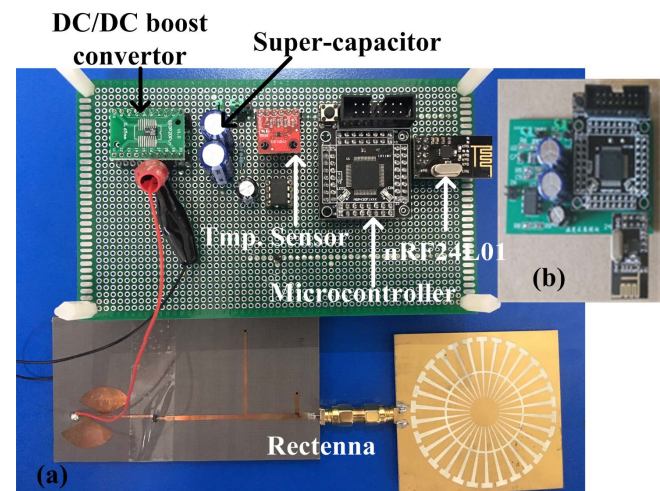 DC/DC boost
convertor
Super-capacitor
Tmp. Sensor
nRF24L01
Microcontroller
(b)
Rectenna
(a)